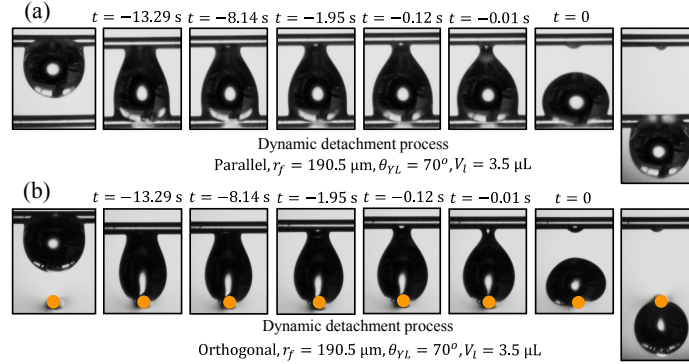 (a)
t = −13.29 s t = −8.14 s t = −1.95 s t = −0.12 s t = −0.01 s t = 0
Dynamic detachment process
Parallel, r_f = 190.5 μm, θ_YL = 70°, V_l = 3.5 μL
(b)
t = −13.29 s t = −8.14 s t = −1.95 s t = −0.12 s t = −0.01 s t = 0
Dynamic detachment process
Orthogonal, r_f = 190.5 μm, θ_YL = 70°, V_l = 3.5 μL